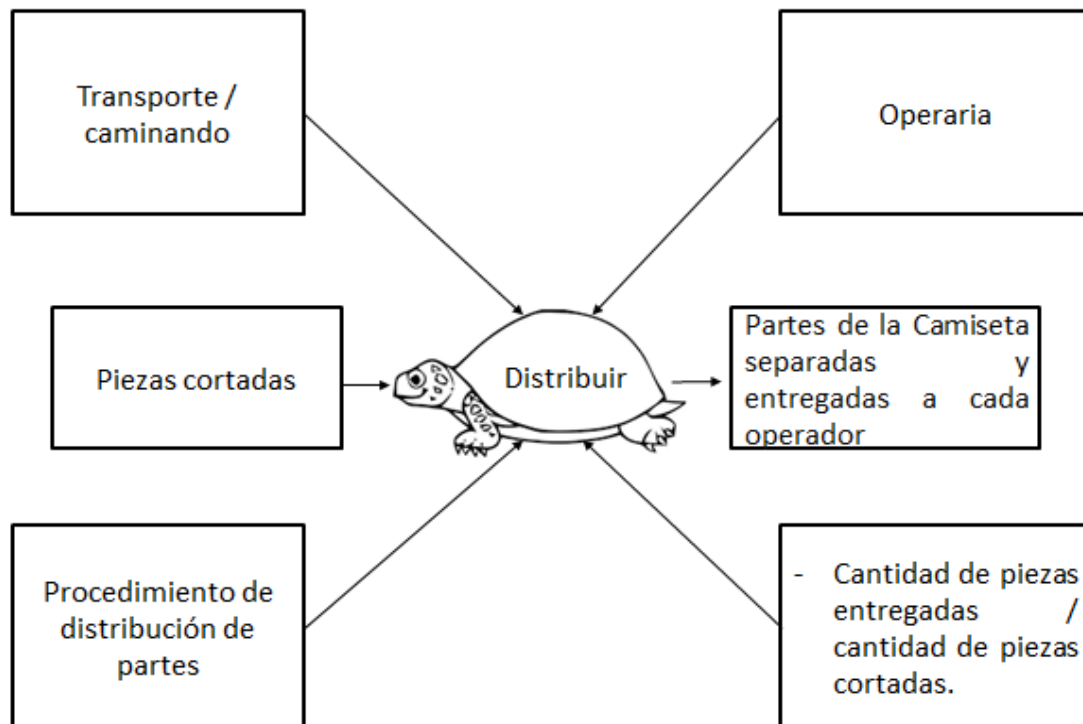 Transporte /
caminando
Operaria
Piezas cortadas
Distribuir
Partes de la Camiseta
separadas y
entregadas a cada
operador
Procedimiento de
distribución de
partes
- Cantidad de piezas
entregadas /
cantidad de piezas
cortadas.